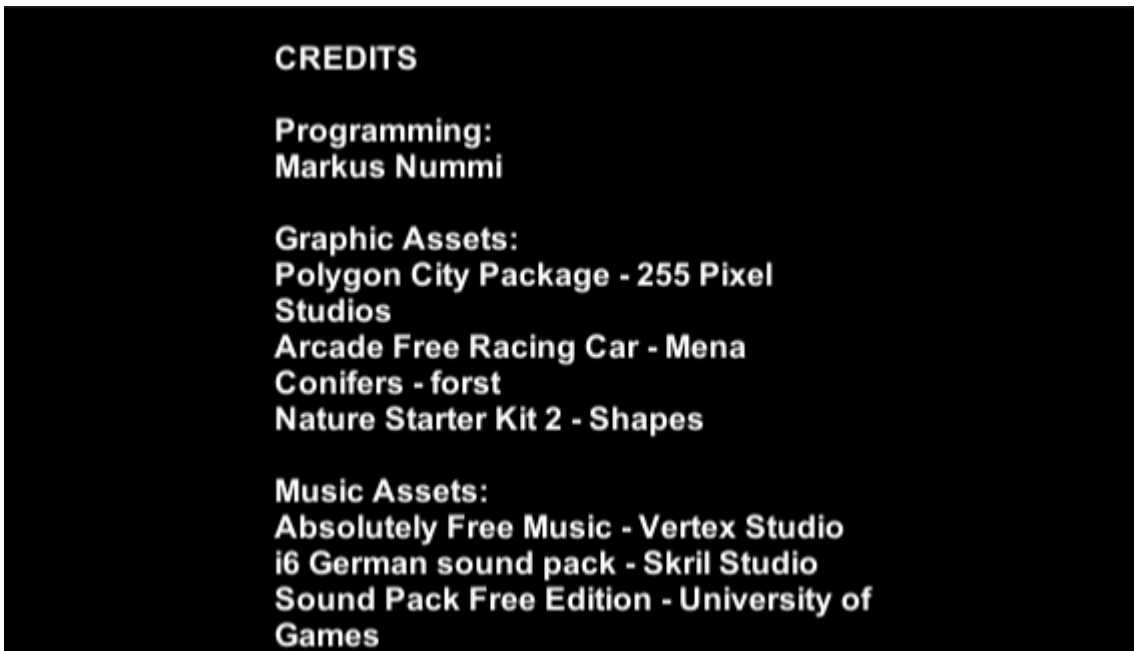 CREDITS
Programming:
Markus Nummi
Graphic Assets:
Polygon City Package - 255 Pixel
Studios
Arcade Free Racing Car - Mena
Conifers - forst
Nature Starter Kit 2 - Shapes
Music Assets:
Absolutely Free Music - Vertex Studio
i6 German sound pack - Skril Studio
Sound Pack Free Edition - University of
Games